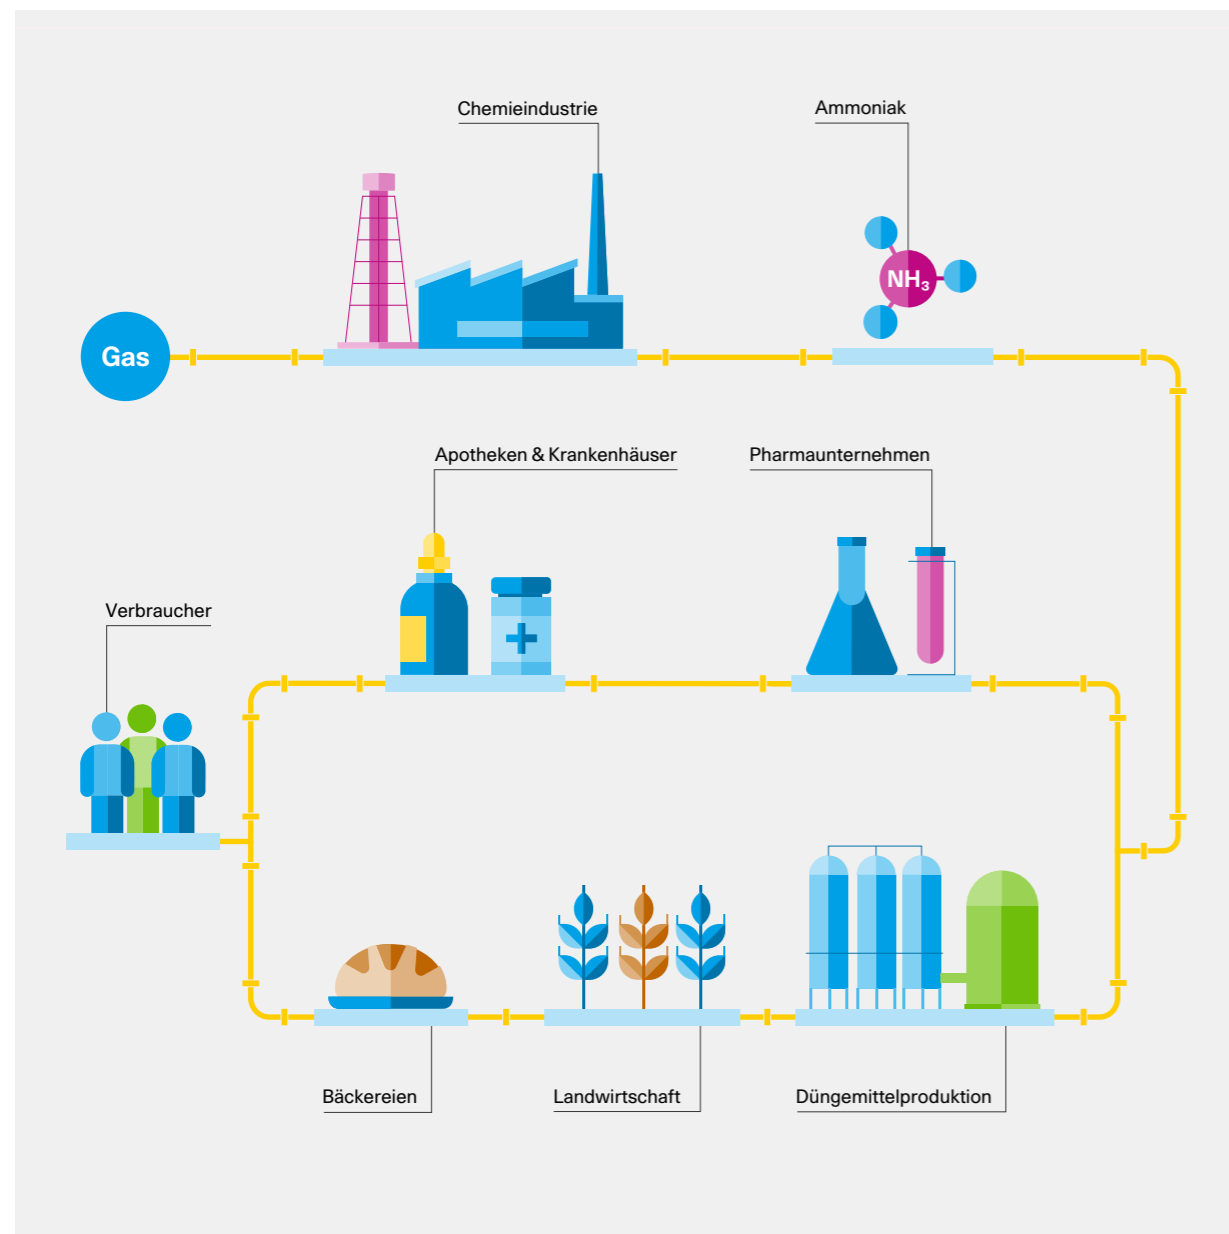 Chemieindustrie
Ammoniak
Gas
NH₃
Apotheken & Krankenhäuser
Pharmaunternehmen
Verbraucher
Bäckereien
Landwirtschaft
Düngemittelproduktion